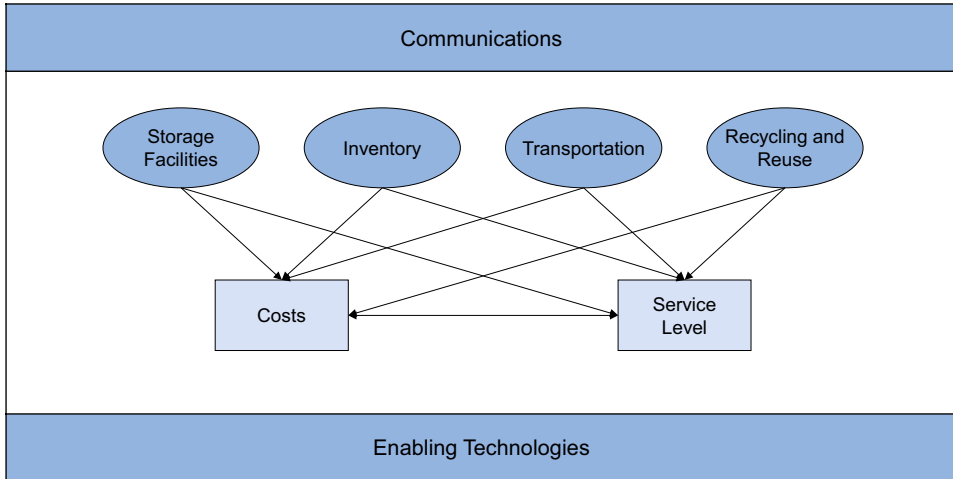 Communications
Storage
Facilities
Inventory
Transportation
Recycling and
Reuse
Costs
Service
Level
Enabling Technologies